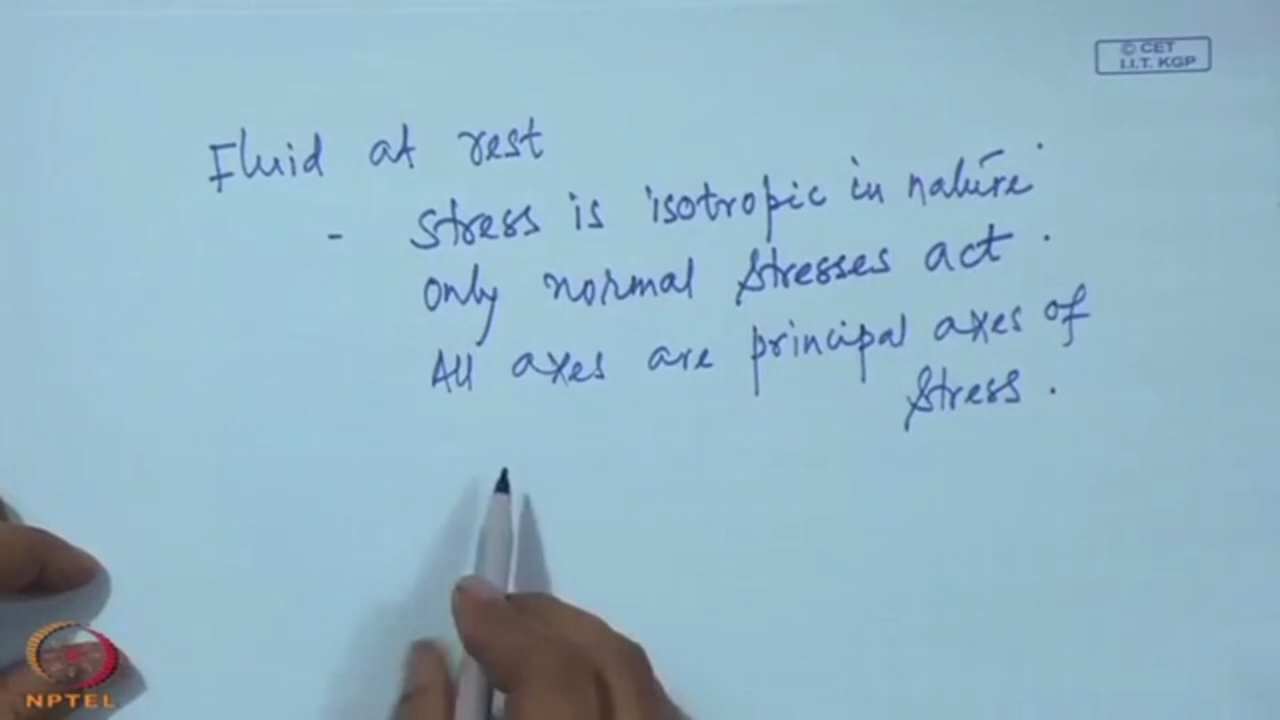 © CET
I.I.T. KGP
Fluid at rest
- Stress is isotropic in nature.
only normal stresses act.
All axes are principal axes of
stress.
NPTEL